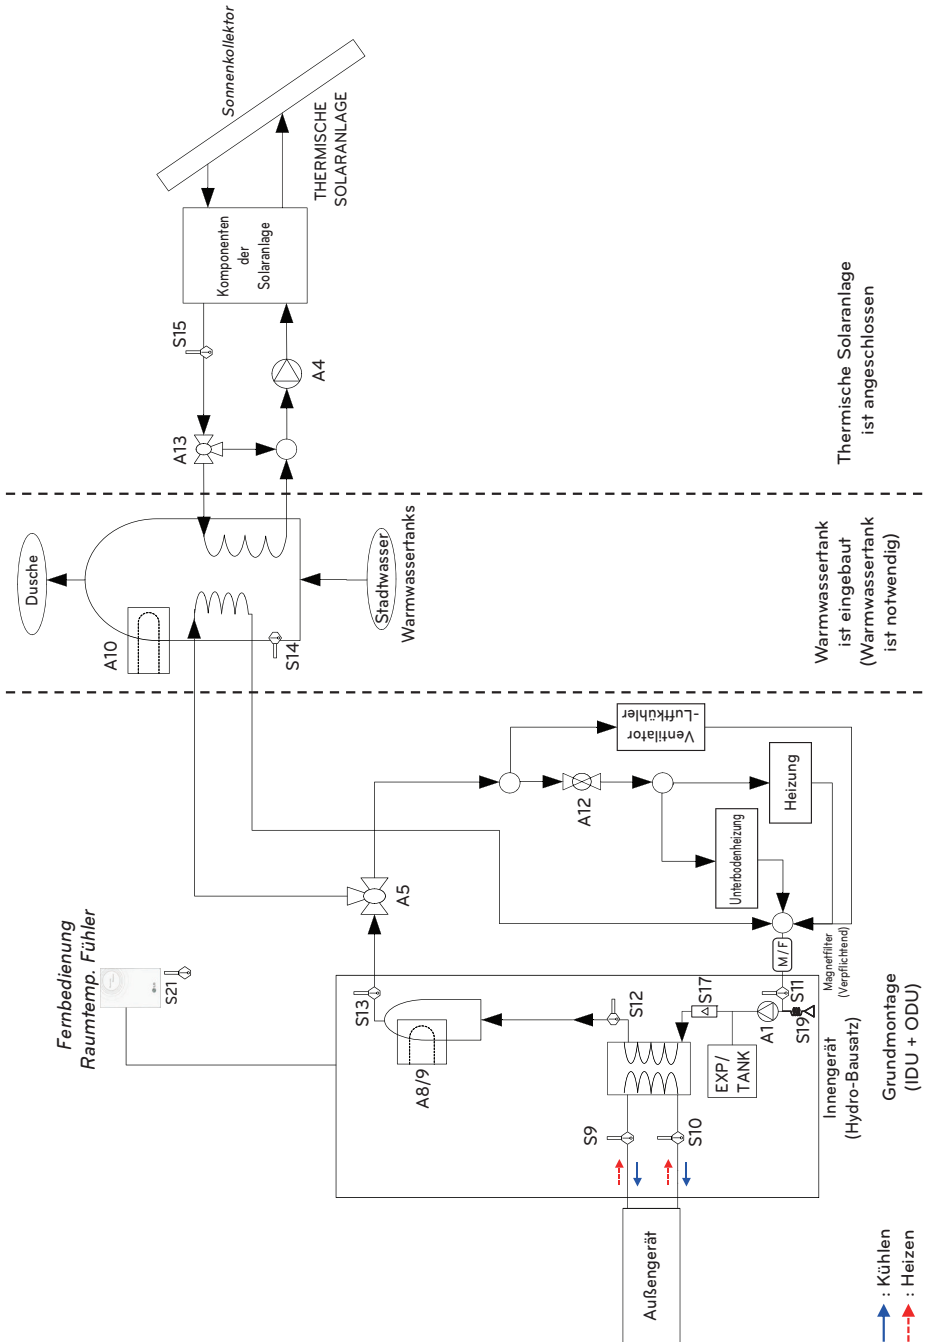 Sonnenkollektor
THERMISCHE
SOLARANLAGE
Komponenten
der
Solaranlage
S15
A4
A13
Thermische Solaranlage
ist angeschlossen
Dusche
A10
S14
Stadtwasser
Warmwassertanks
Warmwassertank
ist eingebaut
(Warmwassertank
ist notwendig)
Fernbedienung
Raumtemp. Fühler
S21
A5
Ventilator
-Luftkühler
A12
Heizung
Unterbodenheizung
M/F
Magnetfilter
(Verpflichtend)
S13
A8/9
S12
S17
S11
A1
S19
EXP/
TANK
S9
S10
Innengerät
(Hydro-Bausatz)
Grundmontage
(IDU + ODU)
Außengerät
: Kühlen
: Heizen